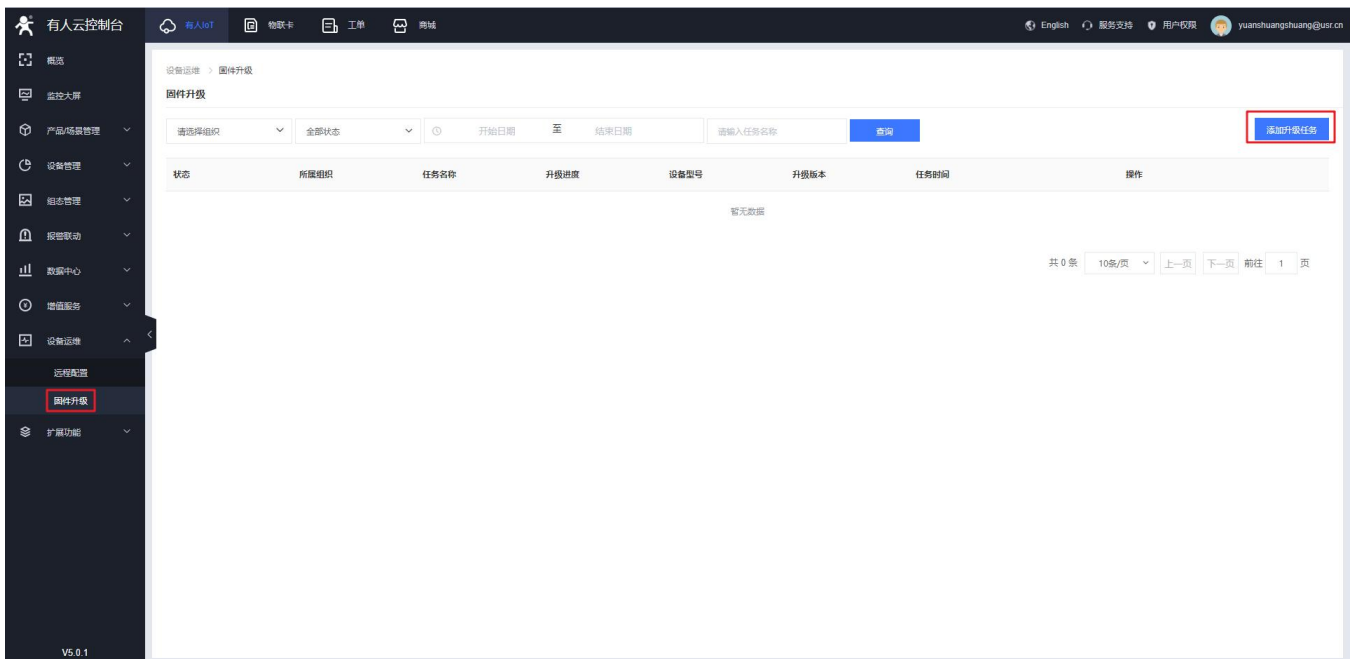 有人云控制台
有人IoT 物联卡 工单 商城
English 服务支持 用户权限 yuanshuangshuang@usr.cn
概览
监控大屏
产品/场景管理
设备管理
组态管理
报警联动
数据中心
增值服务
设备运维
远程配置
固件升级
扩展功能
V5.0.1
设备运维 > 固件升级
固件升级
请选择组织 全部状态 开始日期 至 结束日期 请输入任务名称 查询 添加升级任务
状态 所属组织 任务名称 升级进度 设备型号 升级版本 任务时间 操作
暂无数据
共 0 条 10条/页 上一页 下一页 前往 1 页